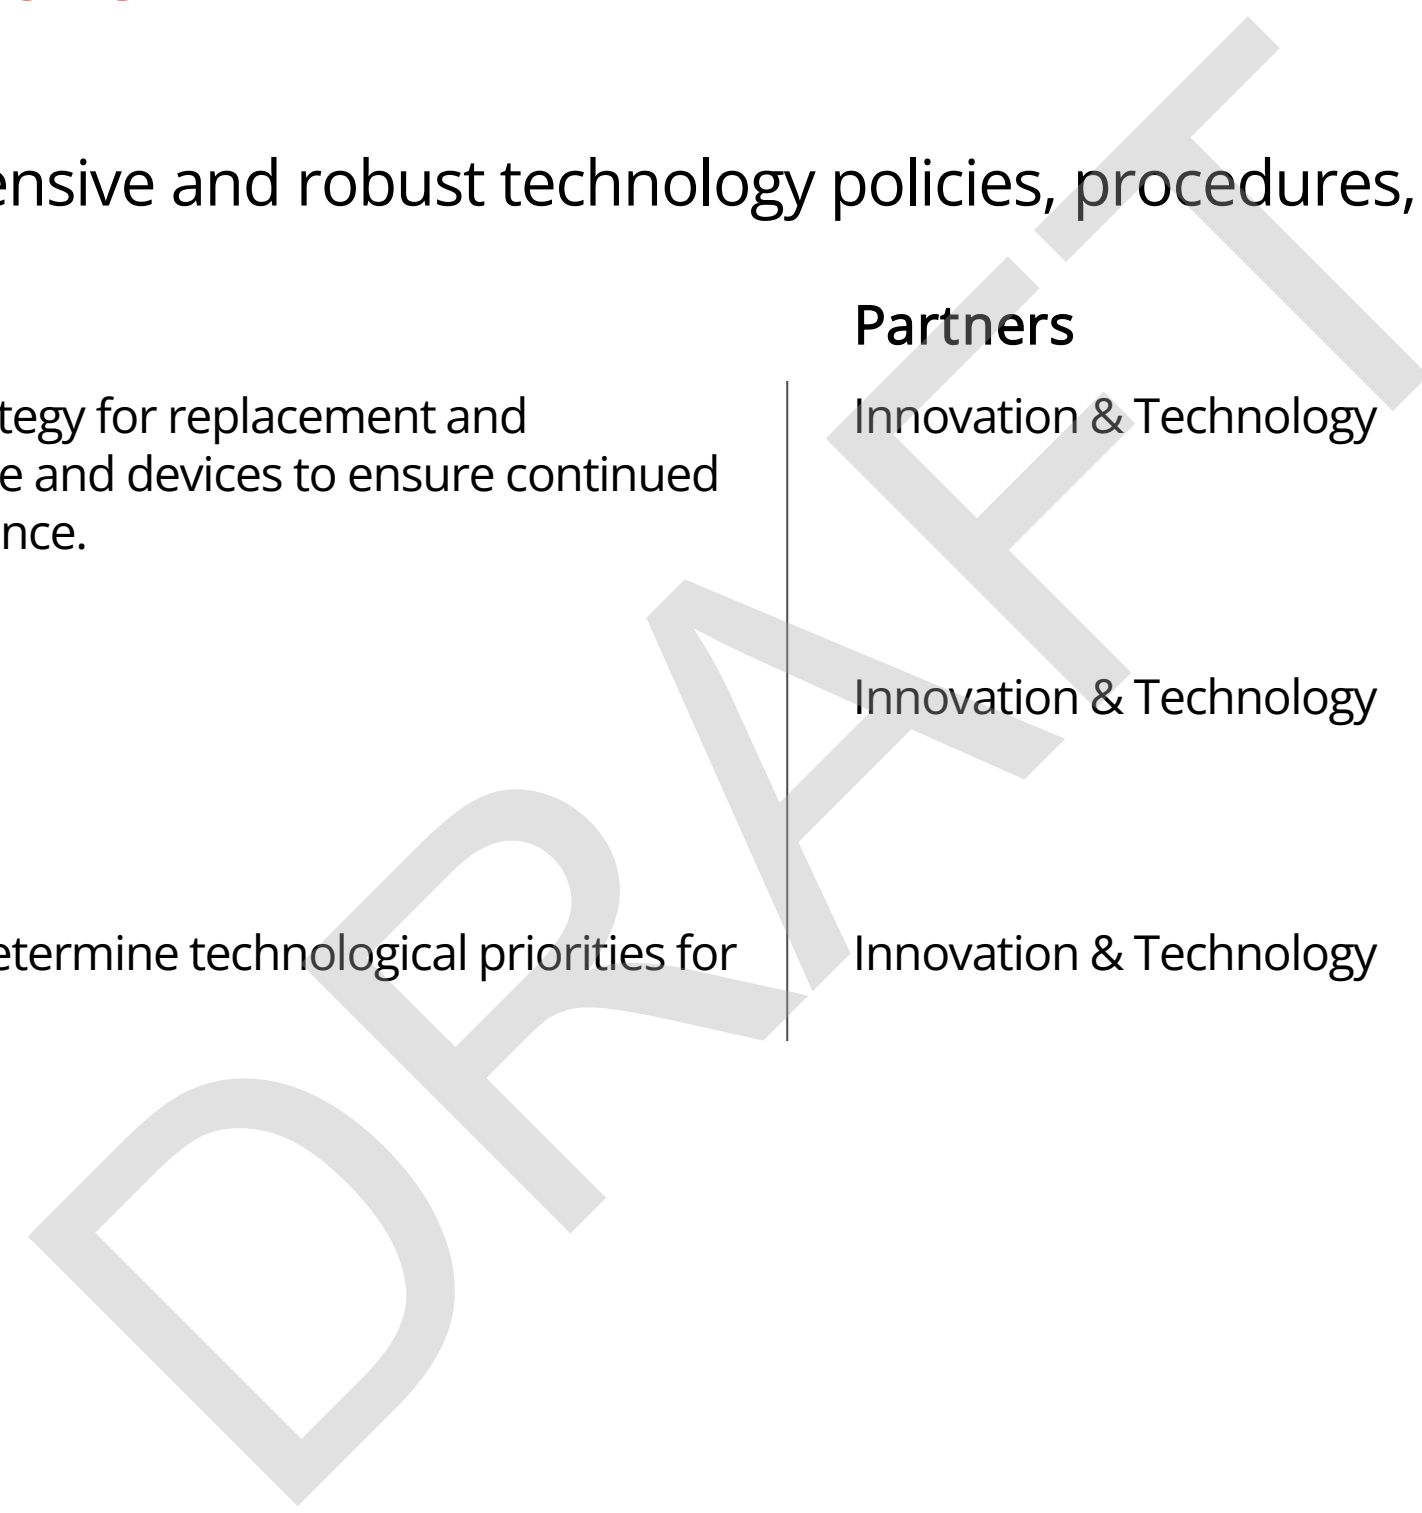 ensive and robust technology policies, procedures,
Partners
tegy for replacement and
Innovation & Technology
e and devices to ensure continued
nce.
Innovation & Technology
etermine technological priorities for
Innovation & Technology
DRAFT